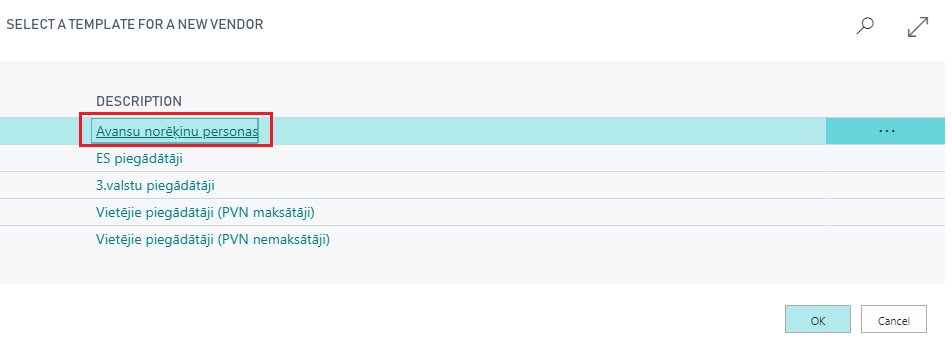 SELECT A TEMPLATE FOR A NEW VENDOR
DESCRIPTION
Avansu norēķinu personas
ES piegādātāji
3.valstu piegādātāji
Vietējie piegādātāji (PVN maksātāji)
Vietējie piegādātāji (PVN nemaksātāji)
OK Cancel